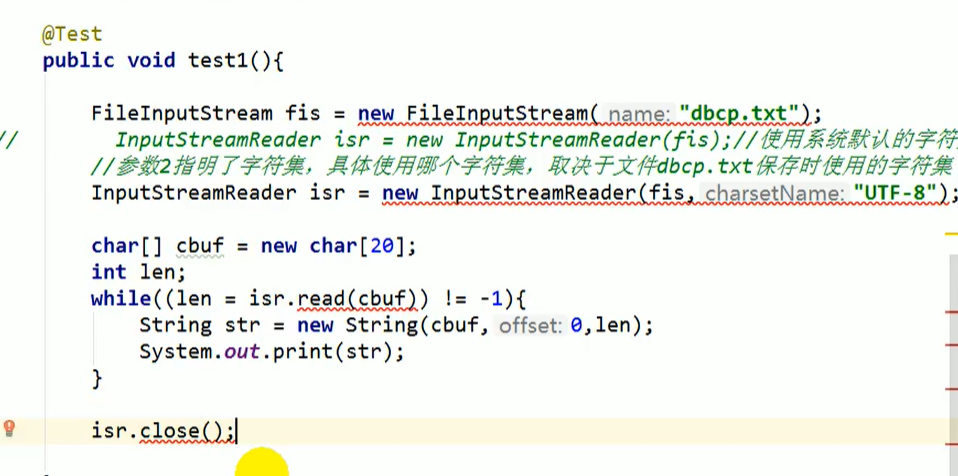 @Test
public void test1(){
FileInputStream fis = new FileInputStream( name: "dbcp.txt");
// InputStreamReader isr = new InputStreamReader(fis);//使用系统默认的字符
//参数2指明了字符集，具体使用哪个字符集，取决于文件dbcp.txt保存时使用的字符集
InputStreamReader isr = new InputStreamReader(fis, charsetName: "UTF-8");
char[] cbuf = new char[20];
int len;
while((len = isr.read(cbuf)) != -1){
String str = new String(cbuf, offset: 0,len);
System.out.print(str);
}
isr.close();